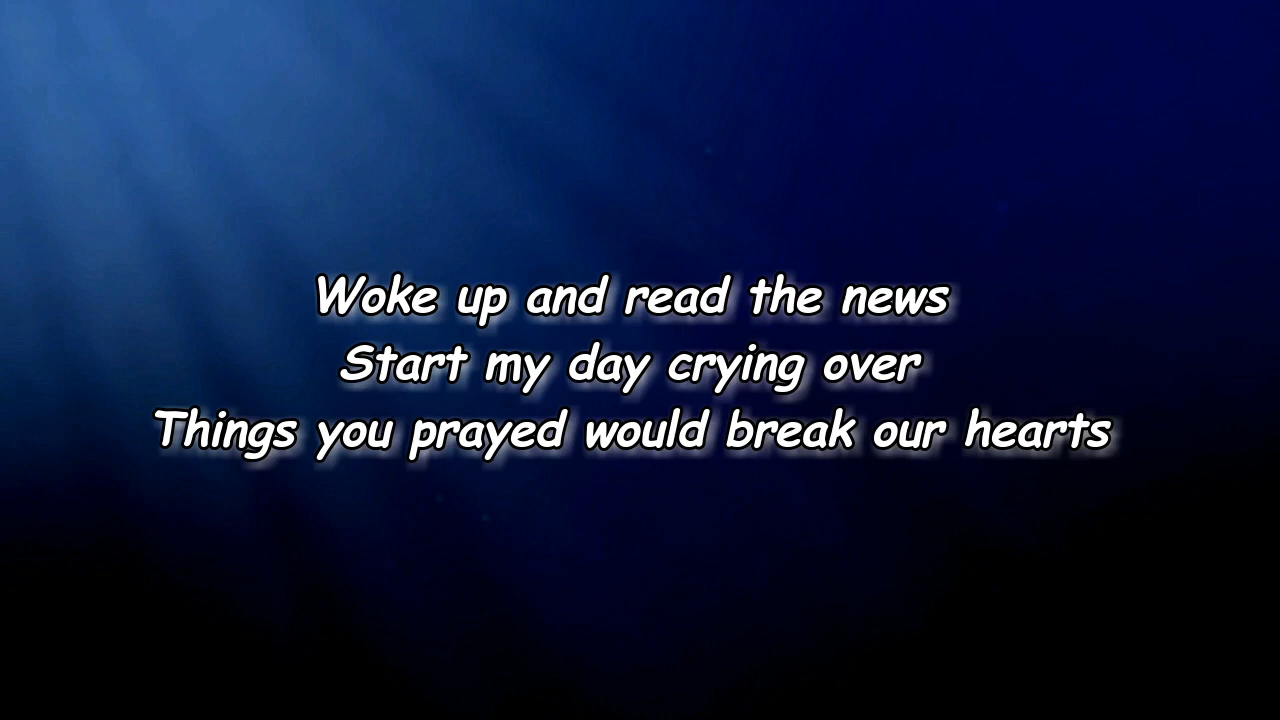 Woke up and read the news
Start my day crying over
Things you prayed would break our hearts